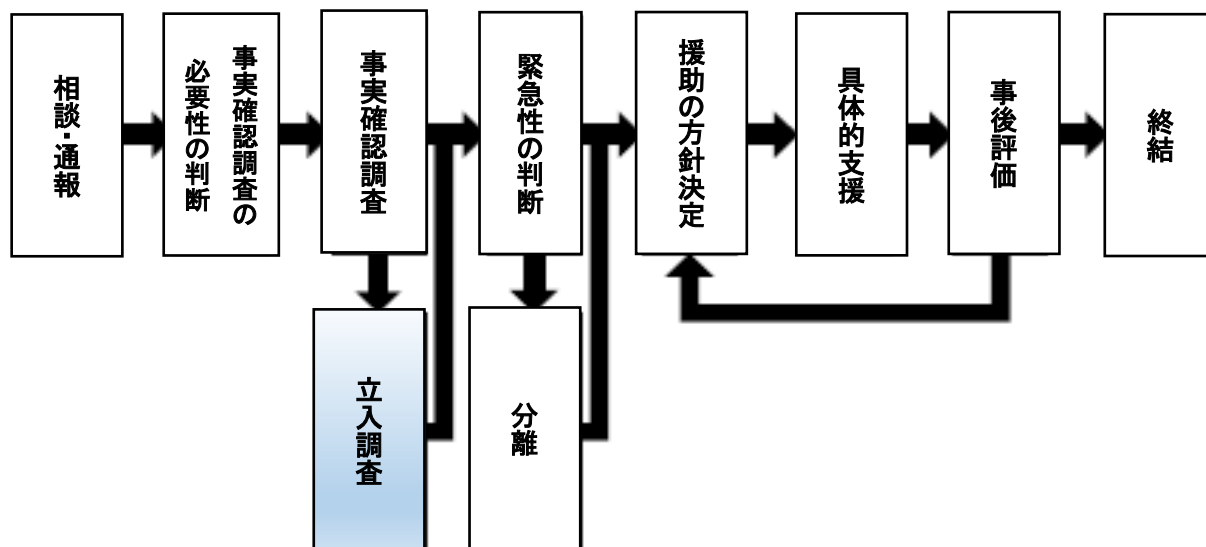 相談・通報
事実確認調査の
必要性の判断
事実確認調査
緊急性の判断
援助の方針決定
具体的支援
事後評価
終結
立入調査
分離